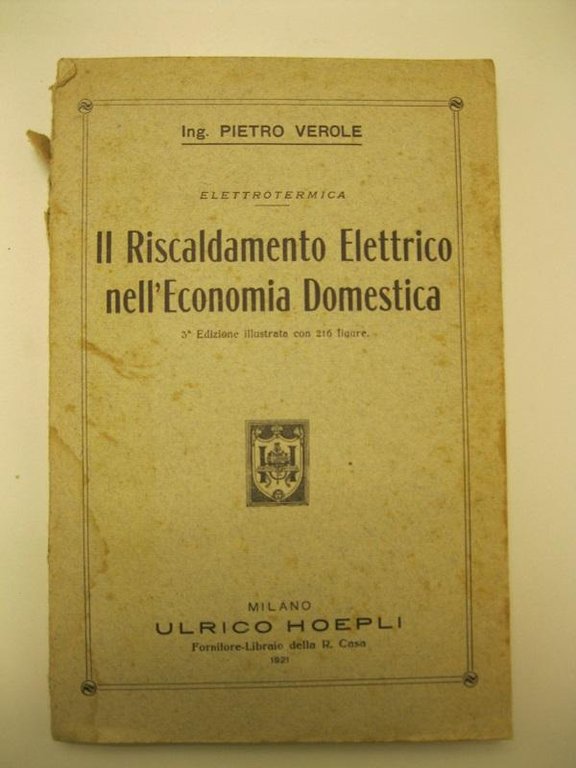 Ing. PIETRO VEROLE
ELETTROTERMICA
Il Riscaldamento Elettrico
nell'Economia Domestica
3ª Edizione illustrata con 216 figure.
MILANO
ULRICO HOEPLI
Fornitore-Libraio della R. Casa
1921